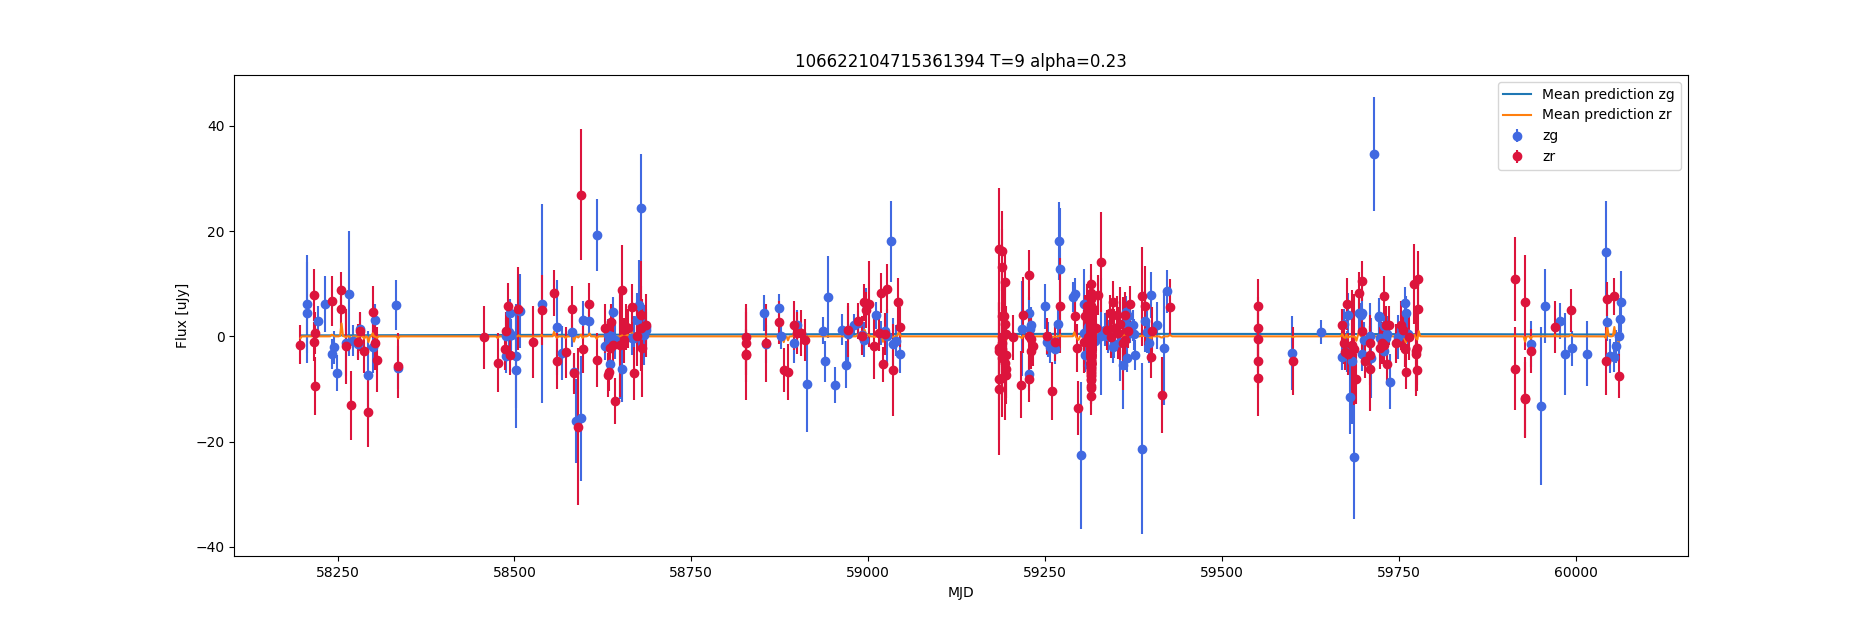 106622104715361394 T=9 alpha=0.23
Mean prediction zg
Mean prediction zr
zg
zr
Flux [uJy]
40
20
0
−20
−40
58250 58500 58750 59000 59250 59500 59750 60000
MJD